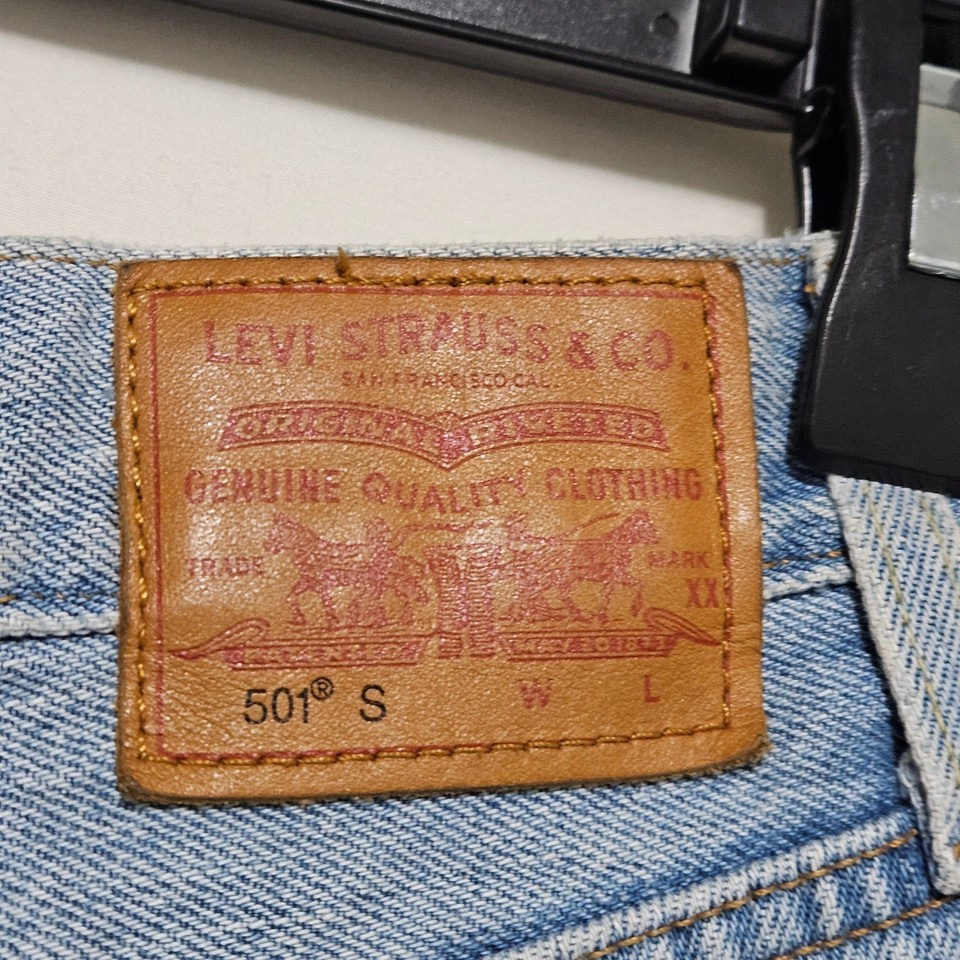 LEVI STRAUSS & CO.
SAN FRANCISCO CAL.
ORIGINAL RIVETED
GENUINE QUALITY CLOTHING
TRADE MARK
XX
501® S W L